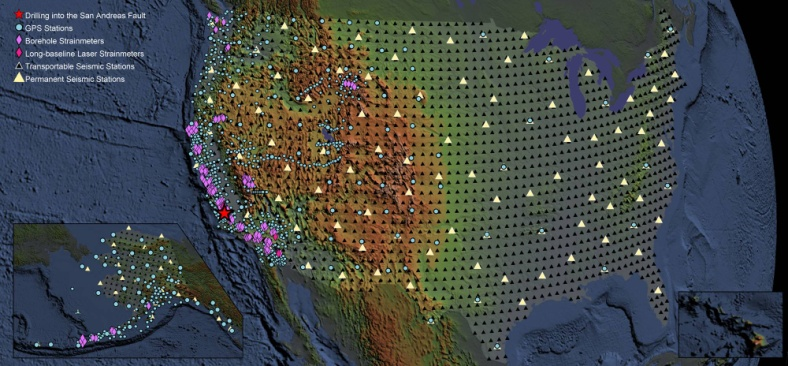 Drilling into the San Andreas Fault
GPS Stations
Borehole Strainmeters
Long-baseline Laser Strainmeters
Transportable Seismic Stations
Permanent Seismic Stations